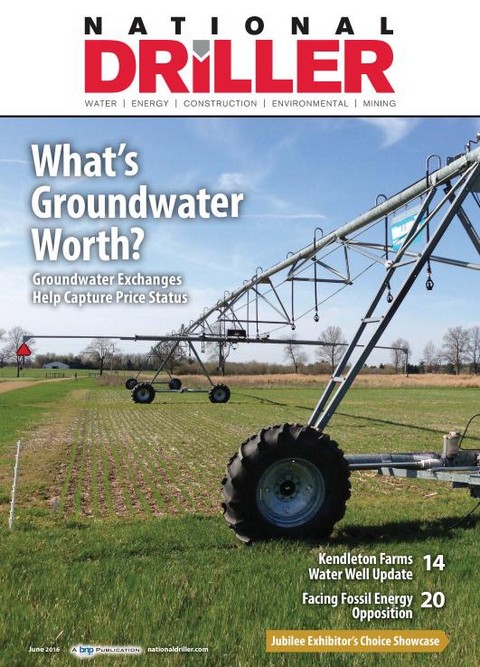 NATIONAL
DRILLER
WATER | ENERGY | CONSTRUCTION | ENVIRONMENTAL | MINING
What's
Groundwater
Worth?
Groundwater Exchanges
Help Capture Price Status
Kendleton Farms
Water Well Update 14
Facing Fossil Energy
Opposition 20
Jubilee Exhibitor's Choice Showcase
June 2016 A bnp PUBLICATION nationaldriller.com